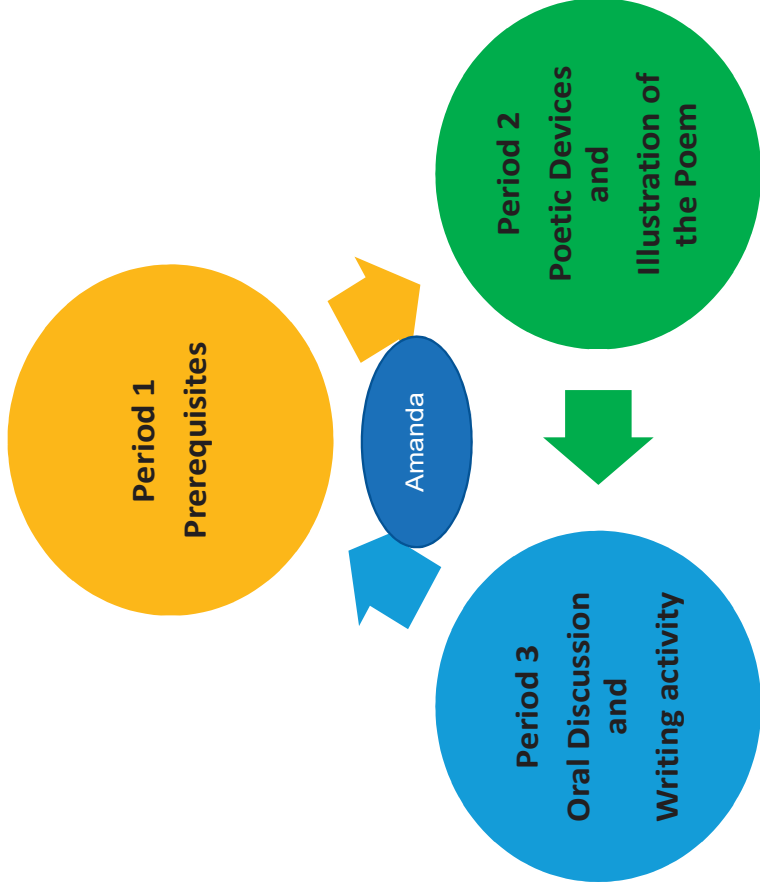 Period 1
Prerequisites
Amanda
Period 2
Poetic Devices
and
Illustration of
the Poem
Period 3
Oral Discussion
and
Writing activity